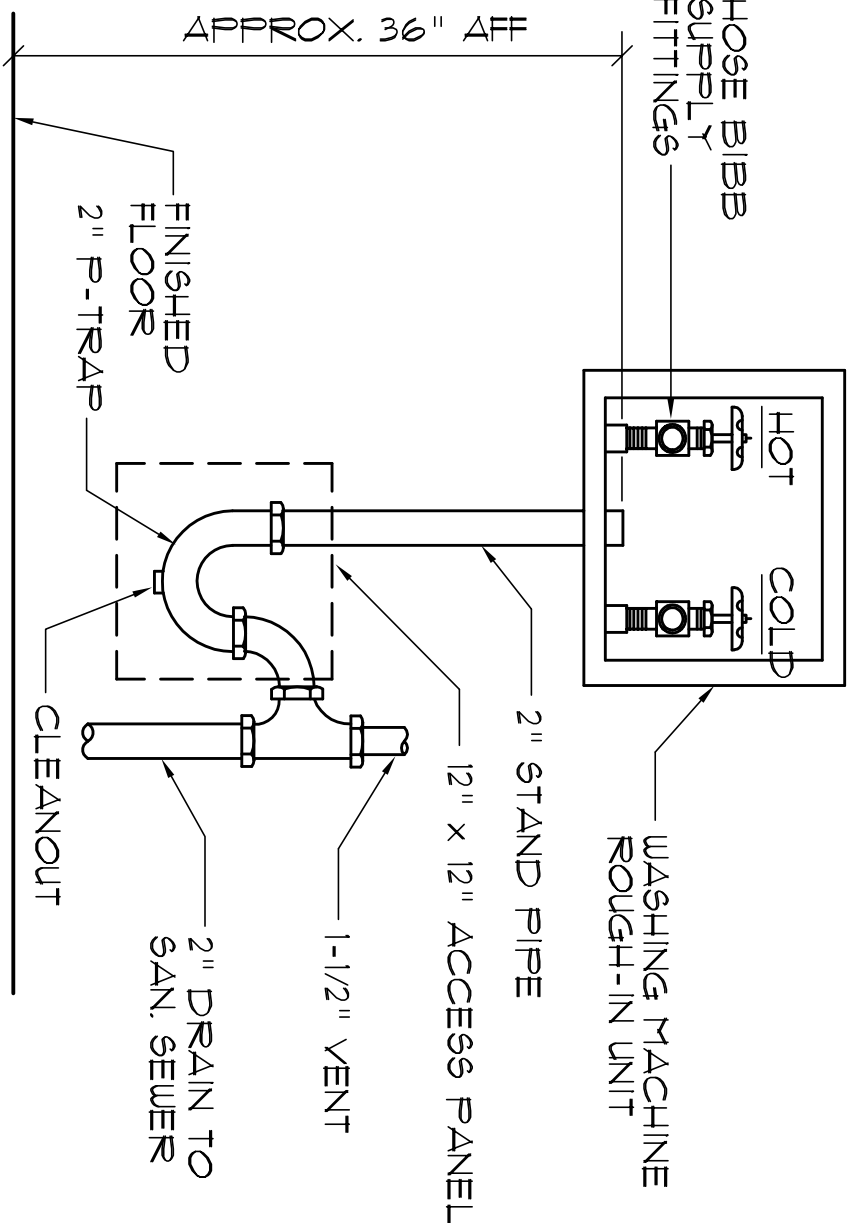 HOSE BIBB
SUPPLY
FITTINGS
APPROX. 36" AFF
HOT
COLD
WASHING MACHINE
ROUGH-IN UNIT
2" STAND PIPE
12" x 12" ACCESS PANEL
FINISHED
FLOOR
2" P-TRAP
1-1/2" VENT
2" DRAIN TO
SAN. SEWER
CLEANOUT